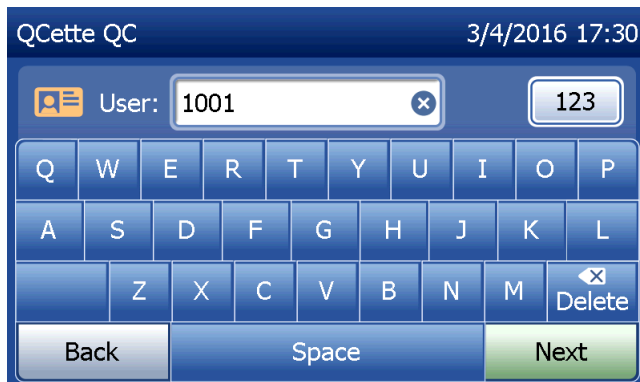 QCette QC 3/4/2016 17:30
User: 1001 123
Q W E R T Y U I O P
A S D F G H J K L
Z X C V B N M Delete
Back Space Next